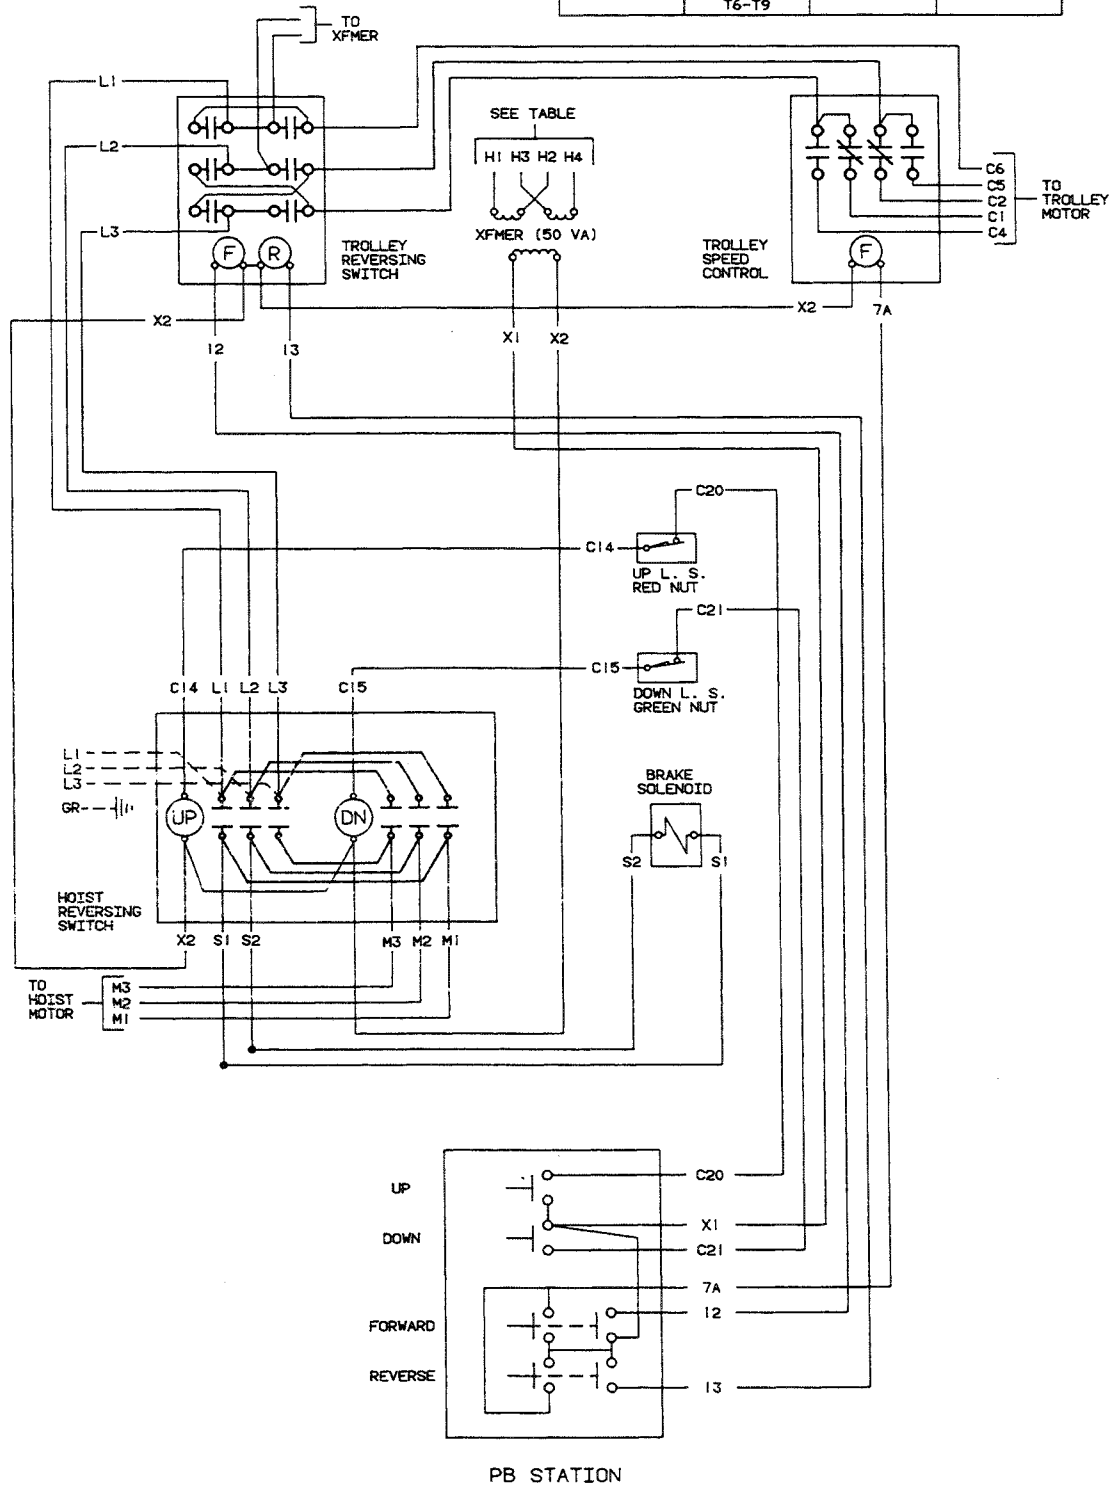 T6-T9
TO
XFMER
L1
L2
L3
SEE TABLE
H1 H3 H2 H4
XFMER (50 VA)
F R
TROLLEY
REVERSING
SWITCH
TROLLEY
SPEED
CONTROL
F
C6
C5
C2
C1
C4
TO
TROLLEY
MOTOR
X2
12
13
X1
X2
X2
7A
C20
C14
UP L. S.
RED NUT
C21
C15
DOWN L. S.
GREEN NUT
C14 L1 L2 L3 C15
L1
L2
L3
GR
UP
DN
BRAKE
SOLENOID
S2 S1
HOIST
REVERSING
SWITCH
X2 S1 S2 M3 M2 M1
TO
HOIST
MOTOR
M3
M2
M1
UP
C20
X1
DOWN
C21
7A
12
FORWARD
REVERSE
13
PB STATION